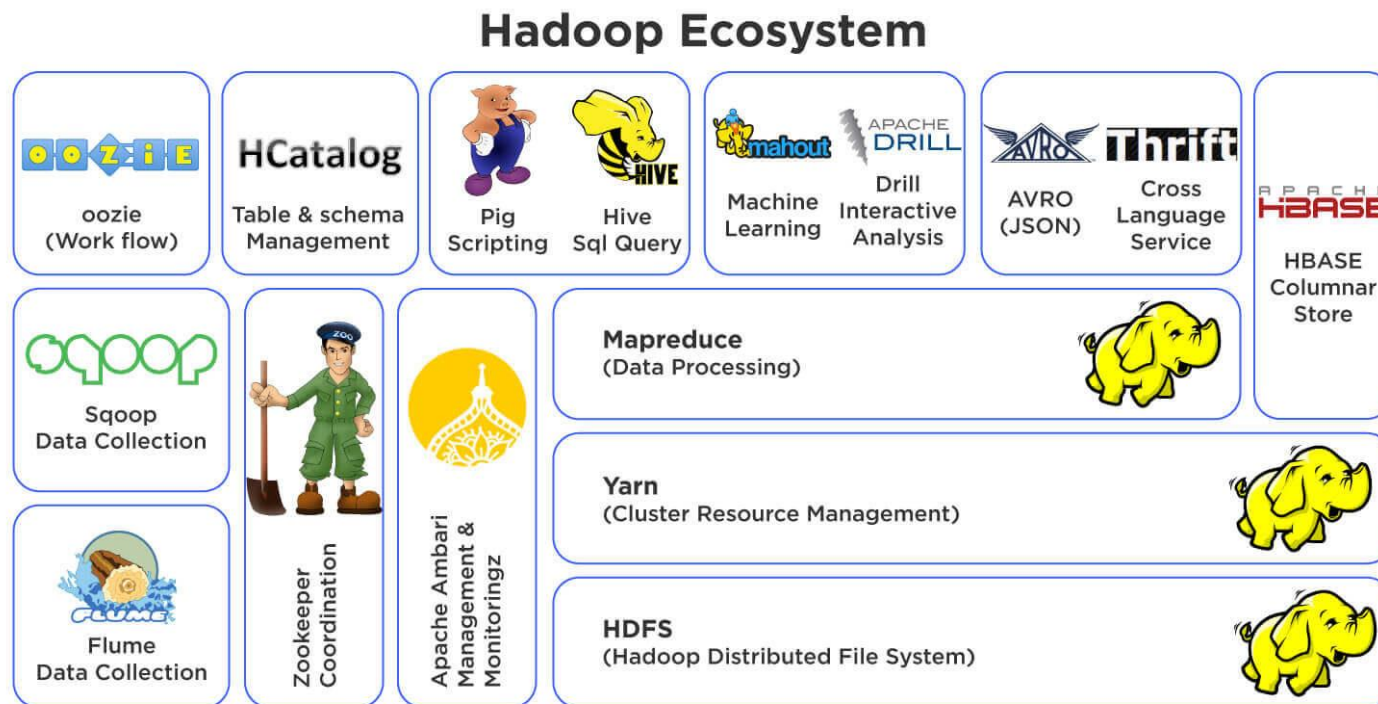 Hadoop Ecosystem
OOZiE
oozie
(Work flow)
HCatalog
Table & schema
Management
Pig
Scripting
HIVE
Hive
Sql Query
mahout
Machine
Learning
APACHE
DRILL
Drill
Interactive
Analysis
AVRO
AVRO
(JSON)
Thrift
Cross
Language
Service
APACHE
HBASE
HBASE
Columnar
Store
sqoop
Sqoop
Data Collection
ZOO
Zookeeper
Coordination
Apache Ambari
Management &
Monitoringz
Mapreduce
(Data Processing)
Yarn
(Cluster Resource Management)
FLUME
Flume
Data Collection
HDFS
(Hadoop Distributed File System)